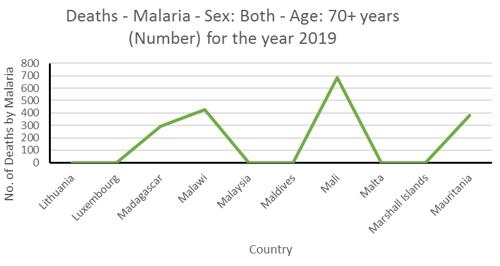 Deaths - Malaria - Sex: Both - Age: 70+ years
(Number) for the year 2019
No. of Deaths by Malaria
800
700
600
500
400
300
200
100
0
Lithuania
Luxembourg
Madagascar
Malawi
Malaysia
Maldives
Mali
Malta
Marshall Islands
Mauritania
Country